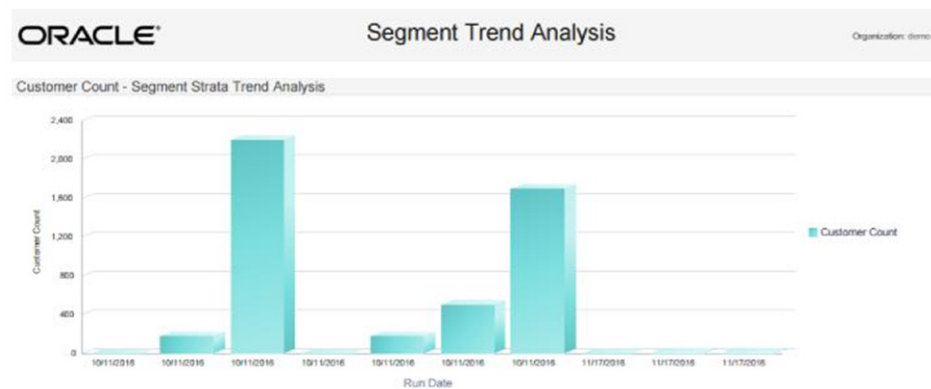 ORACLE®
Segment Trend Analysis
Organization: demo
Customer Count - Segment Strata Trend Analysis
2,400
2,000
1,600
1,200
800
400
0
Customer Count
10/11/2016 10/11/2016 10/11/2016 10/11/2016 10/11/2016 10/11/2016 10/11/2016 11/17/2016 11/17/2016 11/17/2016
Run Date
Customer Count